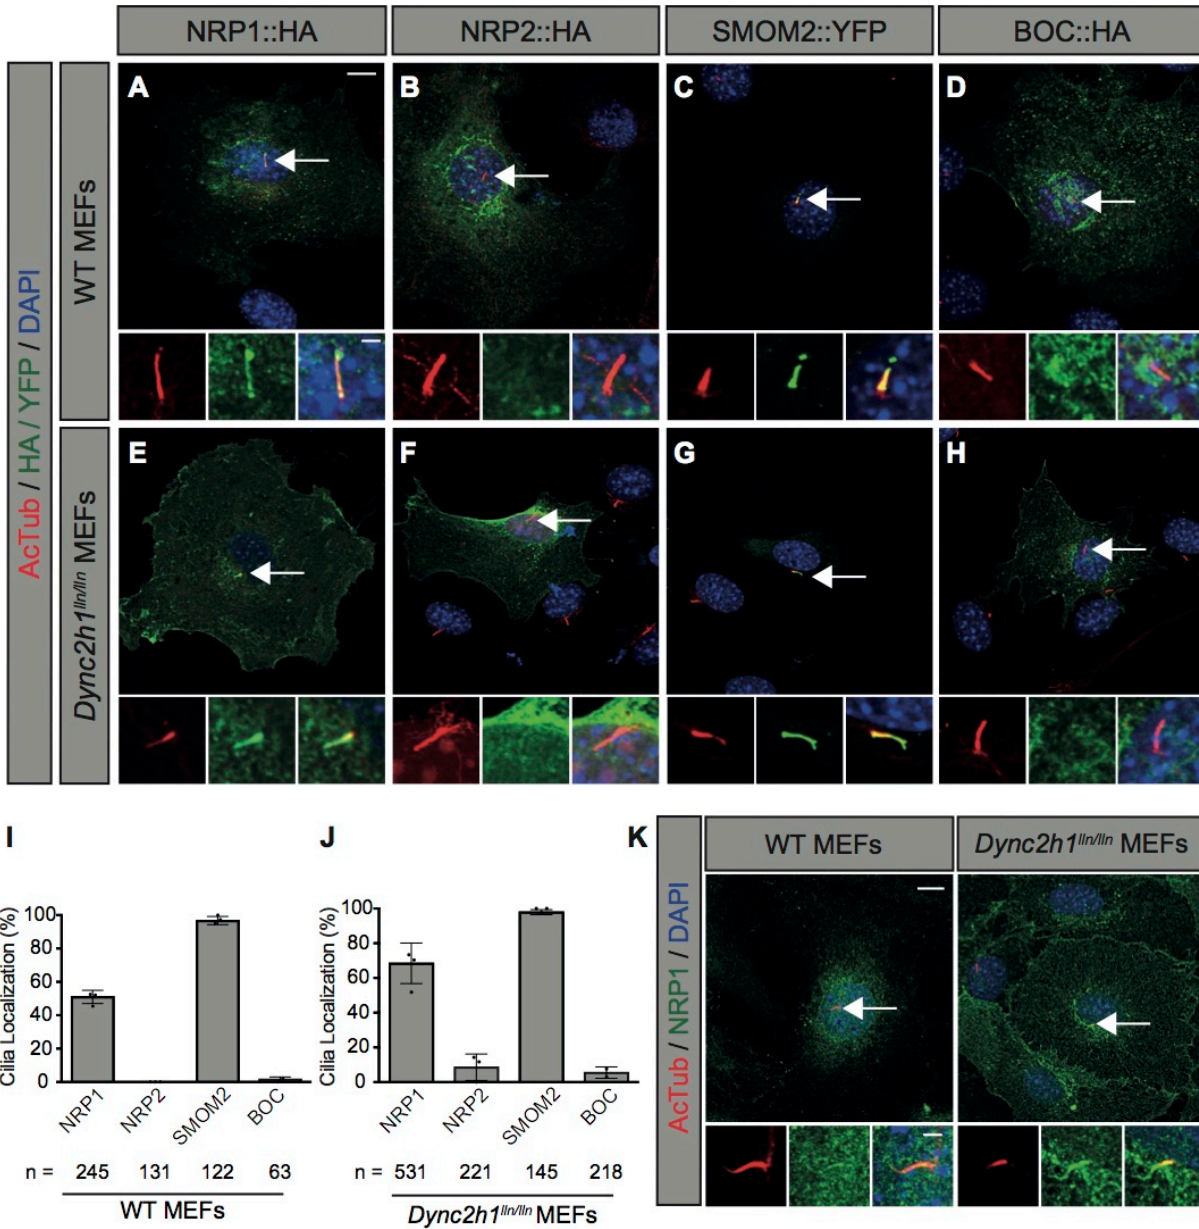 NRP1::HA
NRP2::HA
SMOM2::YFP
BOC::HA
AcTub / HA / YFP / DAPI
WT MEFs
A
B
C
D
Dync2h1lln/lln MEFs
E
F
G
H
I
J
K
Cilia Localization (%)
100
80
60
40
20
0
NRP1
NRP2
SMOM2
BOC
n = 245 131 122 63
WT MEFs
Cilia Localization (%)
100
80
60
40
20
0
NRP1
NRP2
SMOM2
BOC
n = 531 221 145 218
Dync2h1lln/lln MEFs
AcTub / NRP1 / DAPI
WT MEFs
Dync2h1lln/lln MEFs